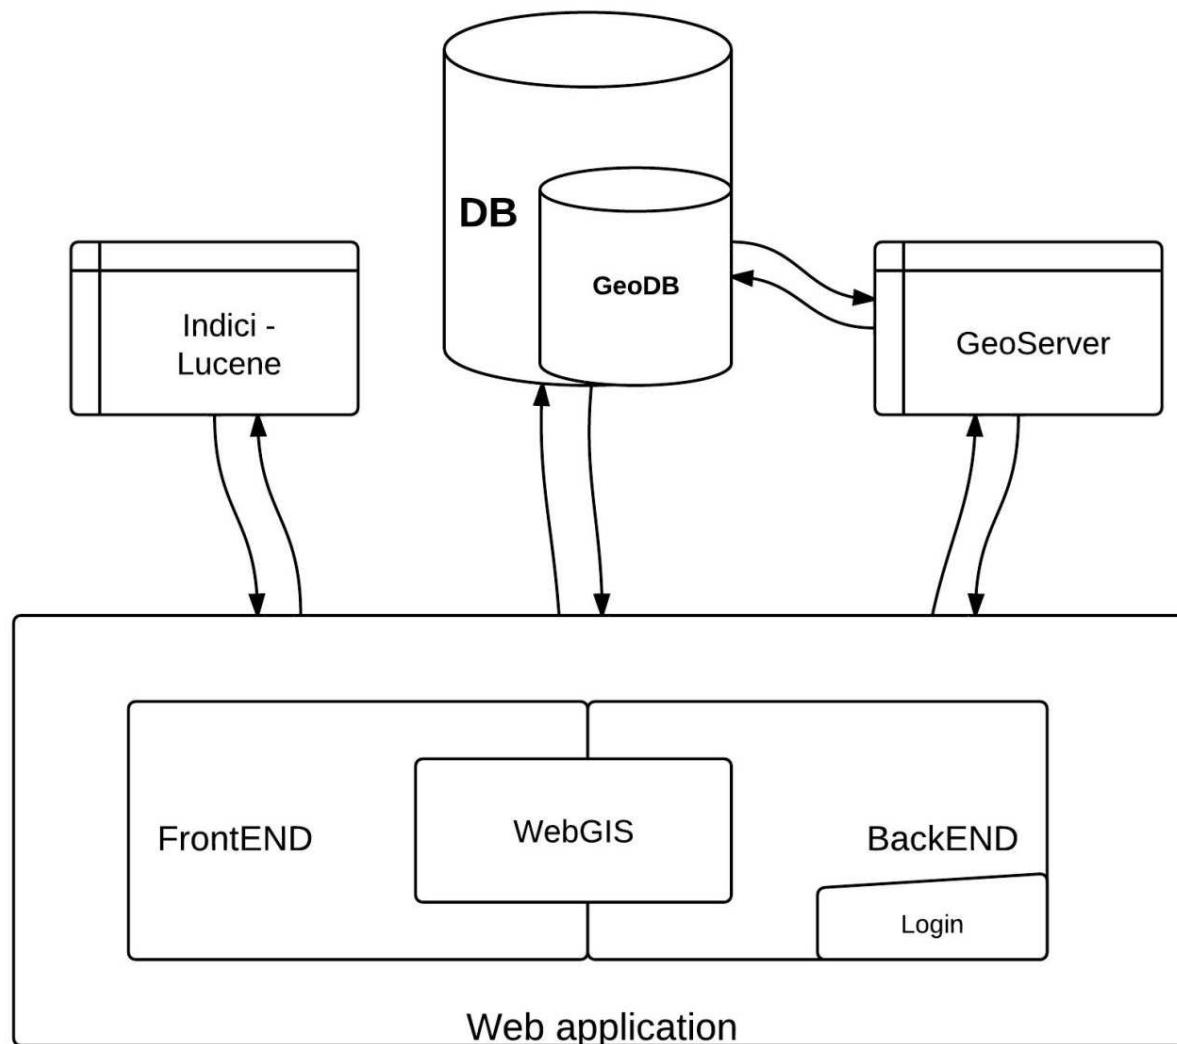 DB
GeoDB
Indici -
Lucene
GeoServer
FrontEND
WebGIS
BackEND
Login
Web application